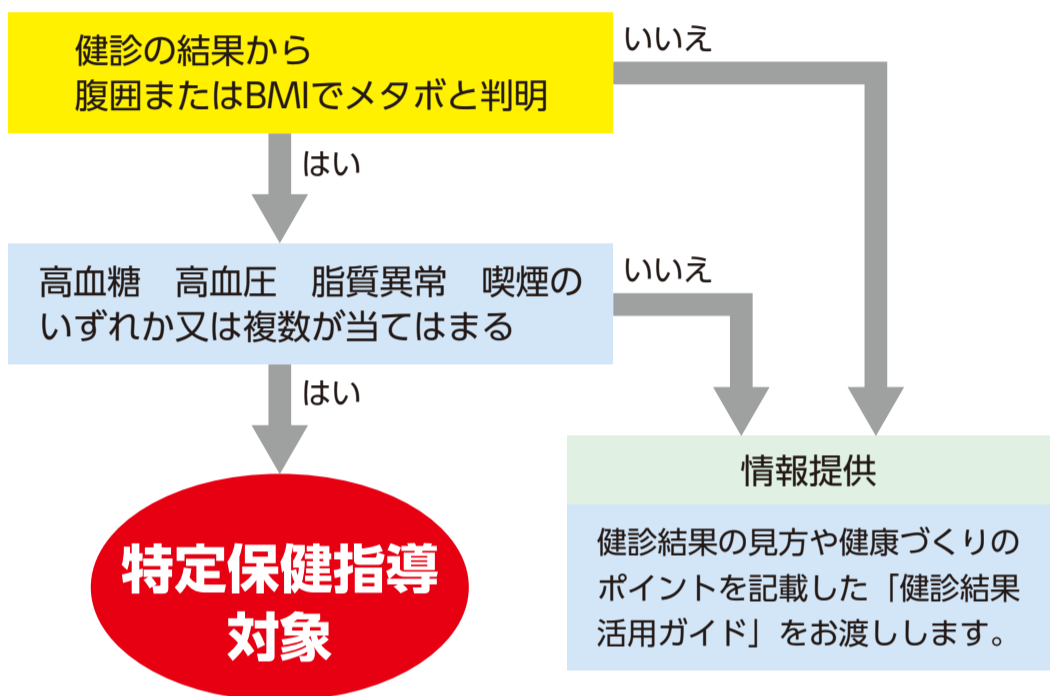 健診の結果から
腹囲またはBMIでメタボと判明
いいえ
はい
高血糖　高血圧　脂質異常　喫煙の
いずれか又は複数が当てはまる
いいえ
はい
特定保健指導
対象
情報提供
健診結果の見方や健康づくりの
ポイントを記載した「健診結果
活用ガイド」をお渡しします。